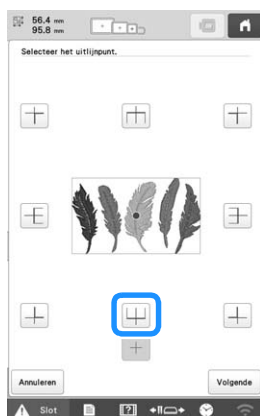 56.4 mm
95.8 mm
Selecteer het uitlijnpunt.
Annuleren
Volgende
Slot